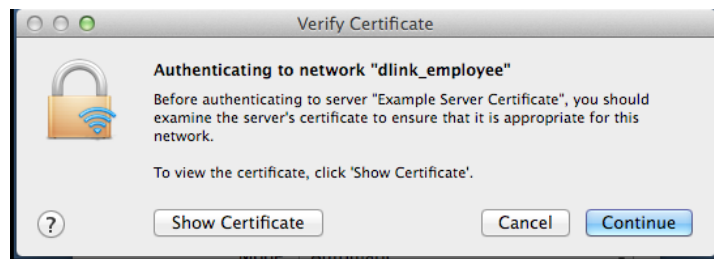 Verify Certificate
Authenticating to network "dlink_employee"
Before authenticating to server "Example Server Certificate", you should
examine the server's certificate to ensure that it is appropriate for this
network.
To view the certificate, click 'Show Certificate'.
?
Show Certificate
Cancel
Continue